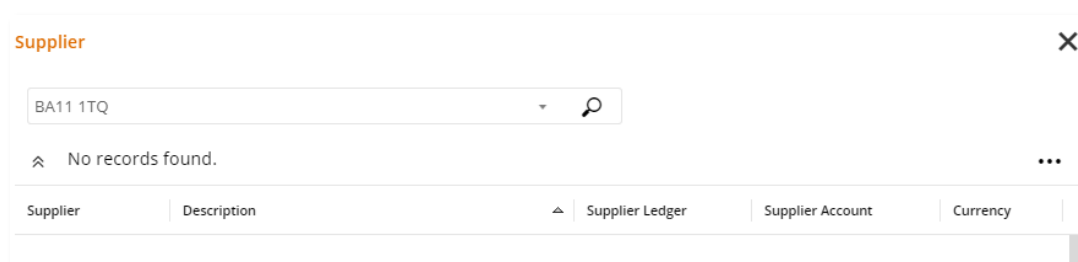 Supplier
BA11 1TQ
No records found.
Supplier Description Supplier Ledger Supplier Account Currency